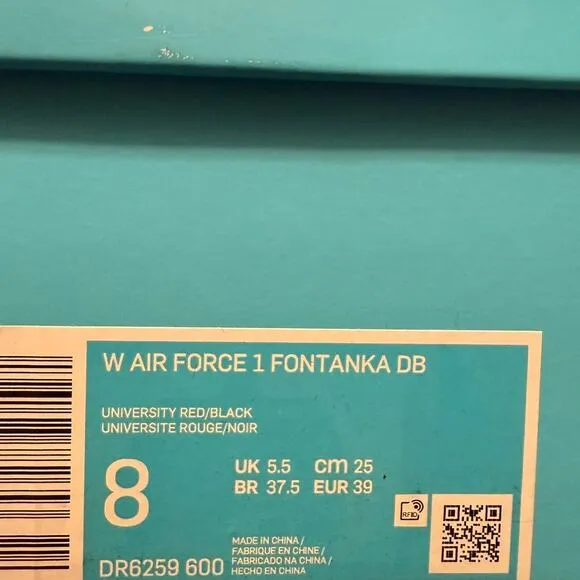 W AIR FORCE 1 FONTANKA DB
UNIVERSITY RED/BLACK
UNIVERSITE ROUGE/NOIR
8
UK 5.5 cm 25
BR 37.5 EUR 39
RFID
DR6259 600
MADE IN CHINA /
FABRIQUE EN CHINE /
FABRICADO NA CHINA /
HECHO EN CHINA